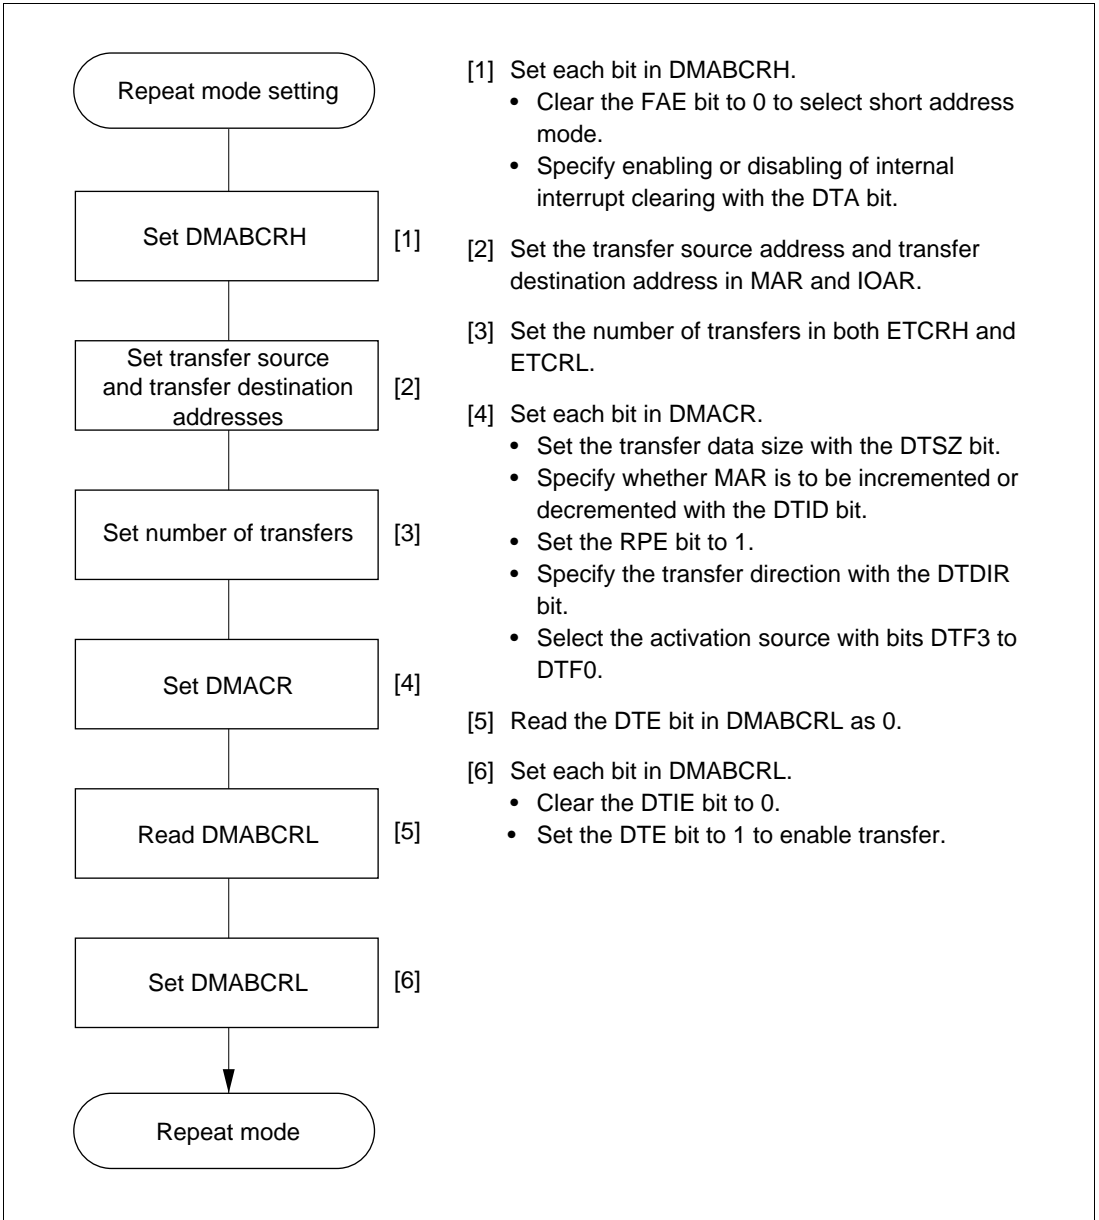 Repeat mode setting
Set DMABCRH
[1]
Set transfer source
and transfer destination
addresses
[2]
Set number of transfers
[3]
Set DMACR
[4]
Read DMABCRL
[5]
Set DMABCRL
[6]
Repeat mode
[1] Set each bit in DMABCRH.
• Clear the FAE bit to 0 to select short address
mode.
• Specify enabling or disabling of internal
interrupt clearing with the DTA bit.
[2] Set the transfer source address and transfer
destination address in MAR and IOAR.
[3] Set the number of transfers in both ETCRH and
ETCRL.
[4] Set each bit in DMACR.
• Set the transfer data size with the DTSZ bit.
• Specify whether MAR is to be incremented or
decremented with the DTID bit.
• Set the RPE bit to 1.
• Specify the transfer direction with the DTDIR
bit.
• Select the activation source with bits DTF3 to
DTF0.
[5] Read the DTE bit in DMABCRL as 0.
[6] Set each bit in DMABCRL.
• Clear the DTIE bit to 0.
• Set the DTE bit to 1 to enable transfer.